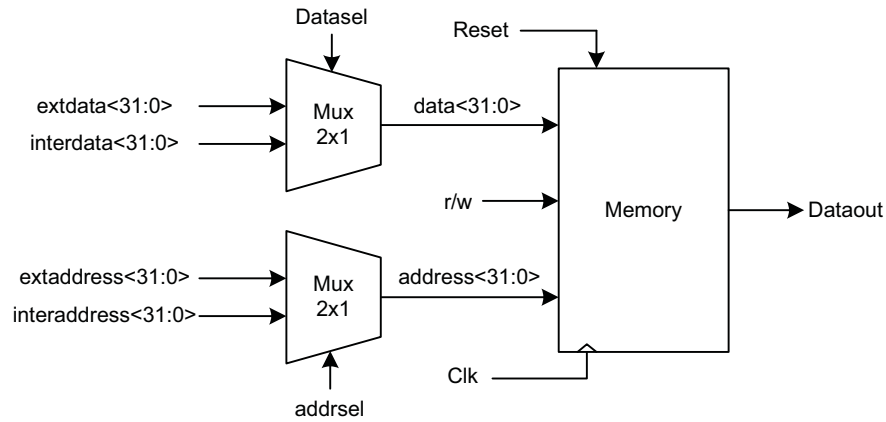 Datasel
Reset
extdata<31:0>
interdata<31:0>
Mux
2x1
data<31:0>
r/w
Memory
Dataout
extaddress<31:0>
interaddress<31:0>
Mux
2x1
address<31:0>
Clk
addrsel